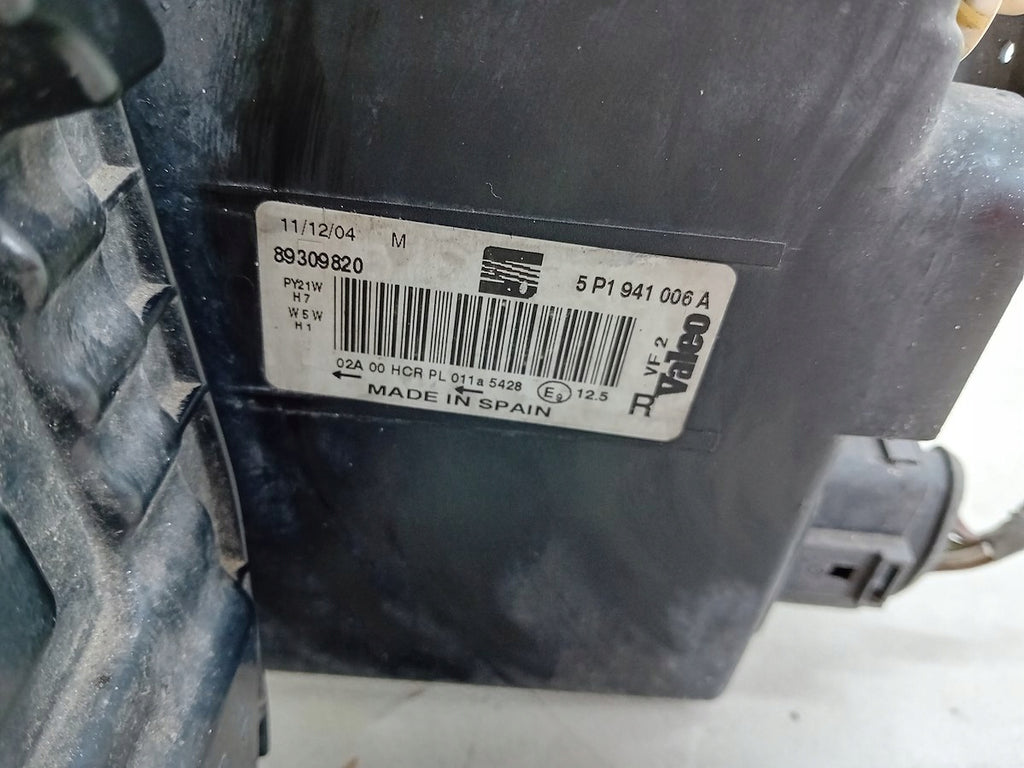 11/12/04 M
89309820
5 P1 941 006 A
PY21W
H7
W5W
H1
02A 00 HCR PL 011a 5428 E9 12.5
MADE IN SPAIN
R VF 2
Valeo